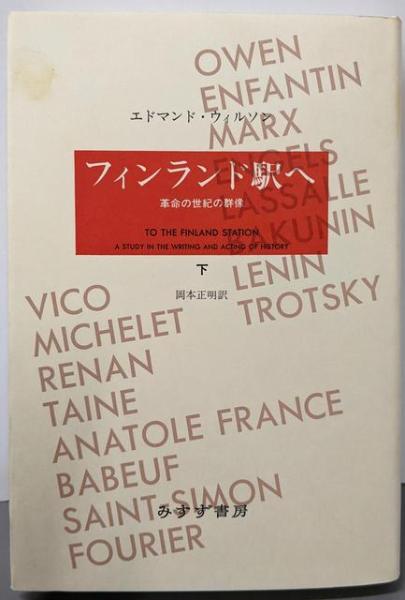 OWEN
ENFANTIN
エドマンド・ウィルソン
MARX
ENGELS
フィンランド駅へ
LASSALLE
革命の世紀の群像
BAKUNIN
TO THE FINLAND STATION
A STUDY IN THE WRITING AND ACTING OF HISTORY
LENIN
下
TROTSKY
岡本正明訳
VICO
MICHELET
RENAN
TAINE
ANATOLE FRANCE
BABEUF
SAINT-SIMON
みすず書房
FOURIER